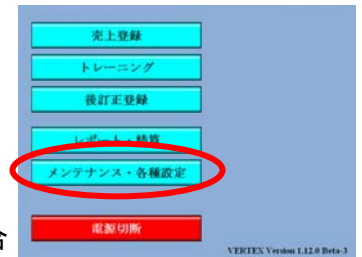 売上登録
トレーニング
後訂正登録
レポート・精算
メンテナンス・各種設定
電源切断
合
VERTEX Version 1.12.0 Beta-3